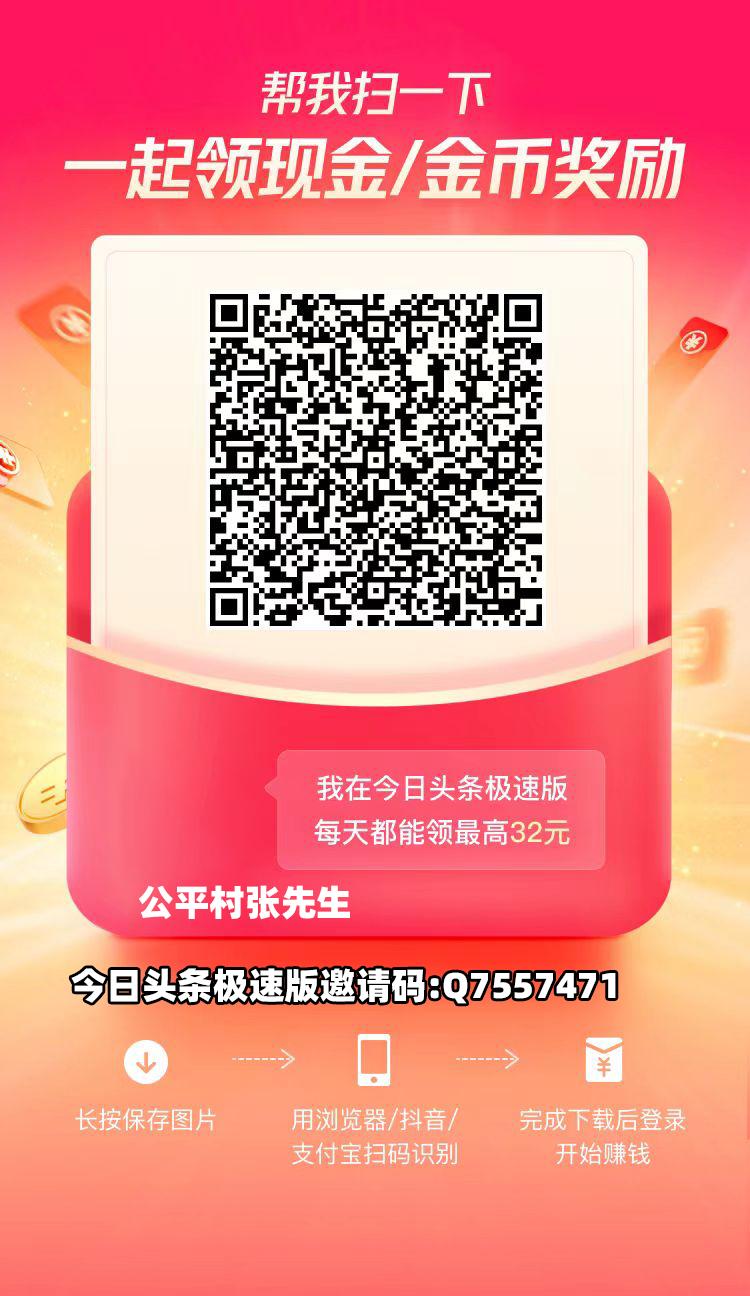 帮我扫一下
一起领现金/金币奖励
我在今日头条极速版
每天都能领最高32元
公平村张先生
今日头条极速版邀请码:Q7557471
长按保存图片
用浏览器/抖音/
支付宝扫码识别
完成下载后登录
开始赚钱